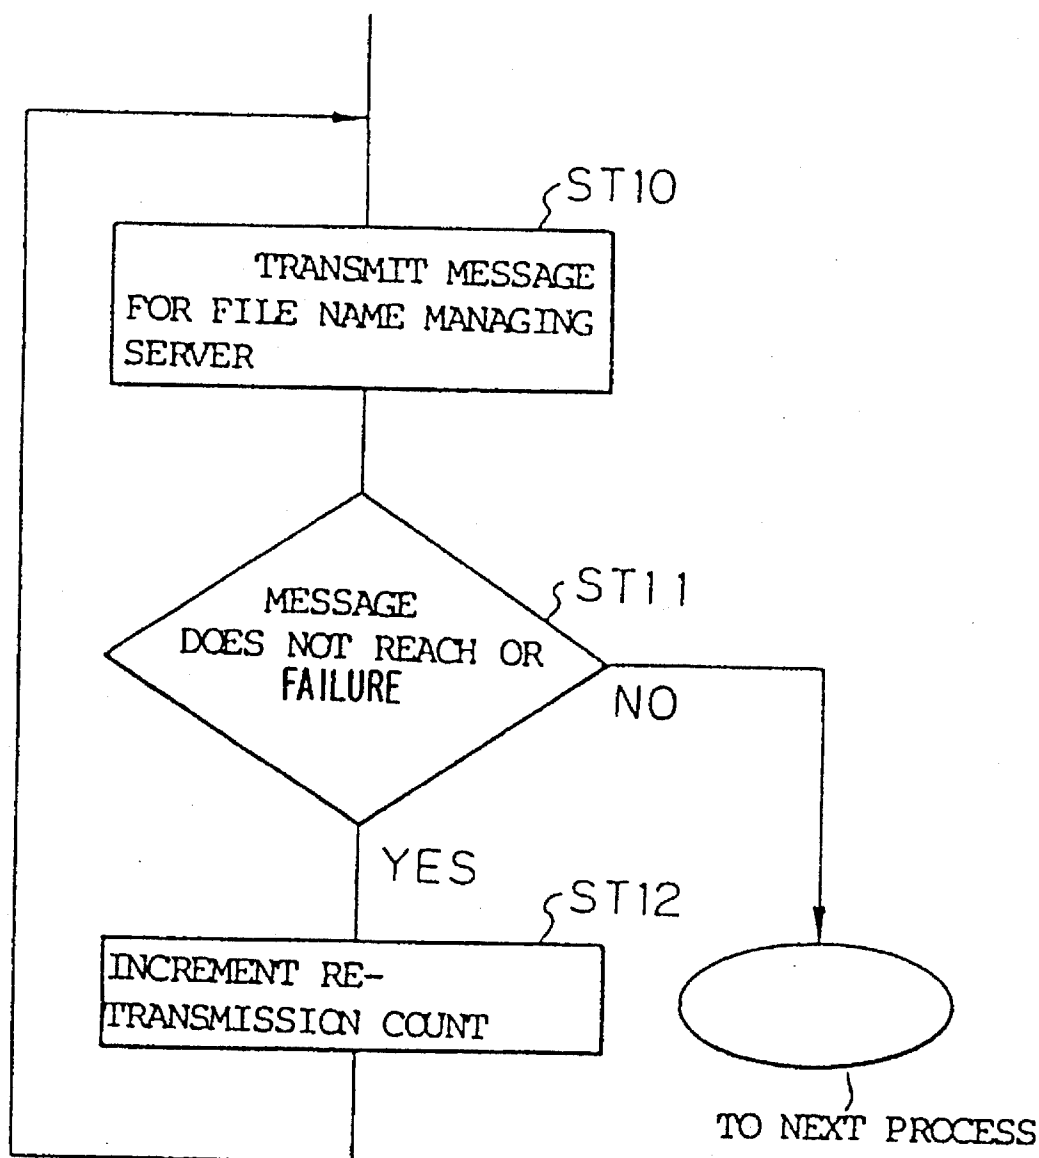 ST10
TRANSMIT MESSAGE
FOR FILE NAME MANAGING
SERVER
ST11
MESSAGE
DOES NOT REACH OR
FAILURE
NO
YES
ST12
INCREMENT RE-
TRANSMISSION COUNT
TO NEXT PROCESS